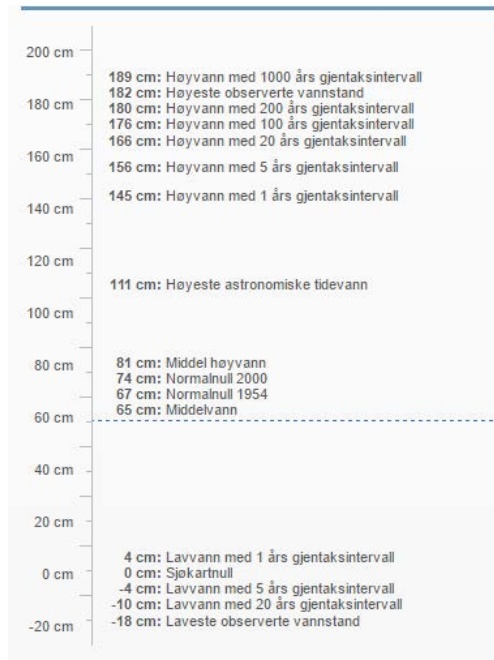 200 cm
189 cm: Høyvann med 1000 års gjentaksintervall
182 cm: Høyeste observerte vannstand
180 cm
180 cm: Høyvann med 200 års gjentaksintervall
176 cm: Høyvann med 100 års gjentaksintervall
166 cm: Høyvann med 20 års gjentaksintervall
160 cm
156 cm: Høyvann med 5 års gjentaksintervall
145 cm: Høyvann med 1 års gjentaksintervall
140 cm
120 cm
111 cm: Høyeste astronomiske tidevann
100 cm
80 cm
81 cm: Middel høyvann
74 cm: Normalnull 2000
67 cm: Normalnull 1954
65 cm: Middelvann
60 cm
40 cm
20 cm
4 cm: Lavvann med 1 års gjentaksintervall
0 cm
0 cm: Sjøkartnull
-4 cm: Lavvann med 5 års gjentaksintervall
-10 cm: Lavvann med 20 års gjentaksintervall
-18 cm: Laveste observerte vannstand
-20 cm